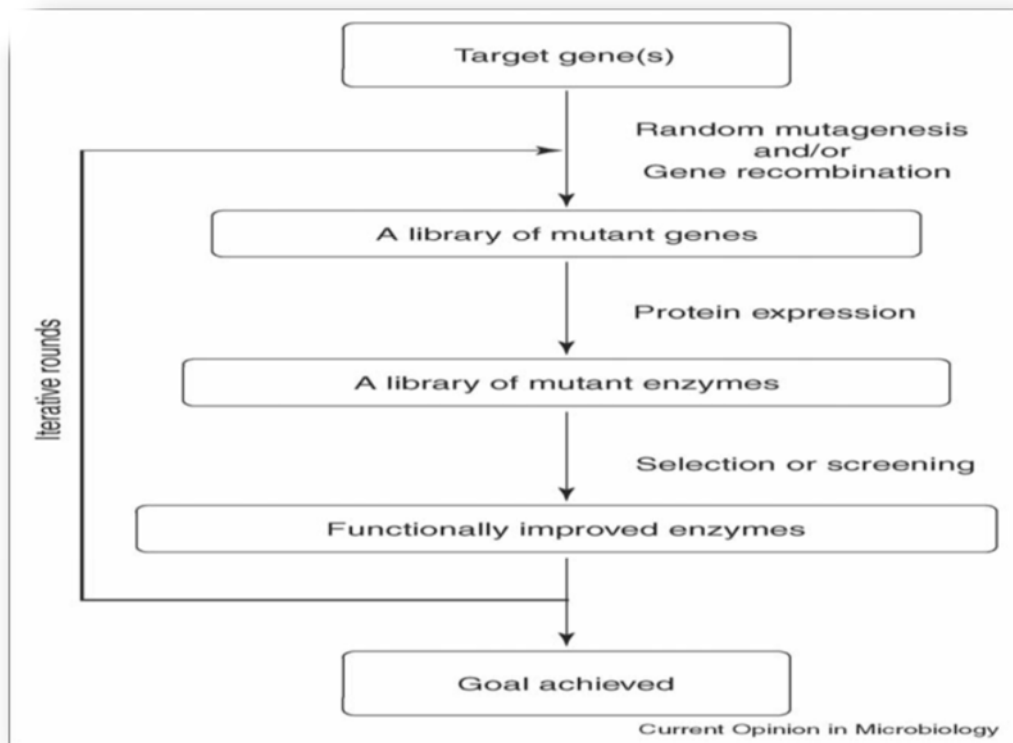 Target gene(s)
Random mutagenesis
and/or
Gene recombination
A library of mutant genes
Protein expression
Iterative rounds
A library of mutant enzymes
Selection or screening
Functionally improved enzymes
Goal achieved
Current Opinion in Microbiology